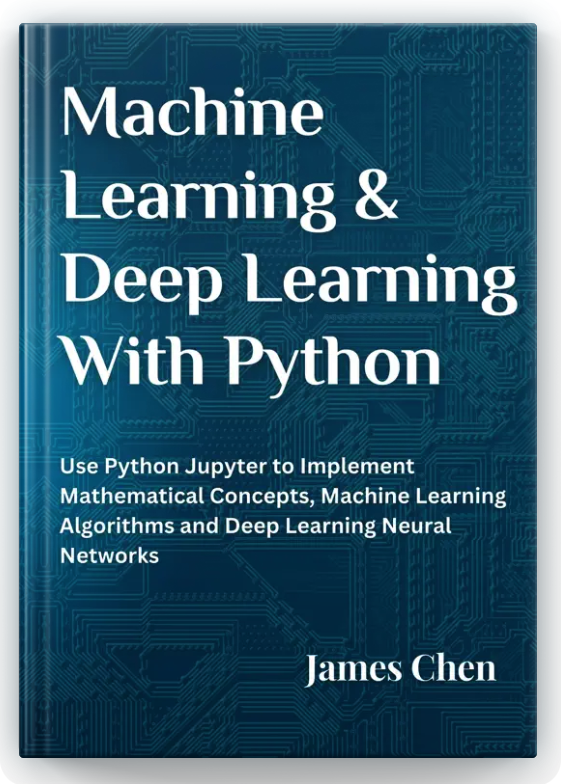 Machine
Learning &
Deep Learning
With Python
Use Python Jupyter to Implement
Mathematical Concepts, Machine Learning
Algorithms and Deep Learning Neural
Networks
James Chen